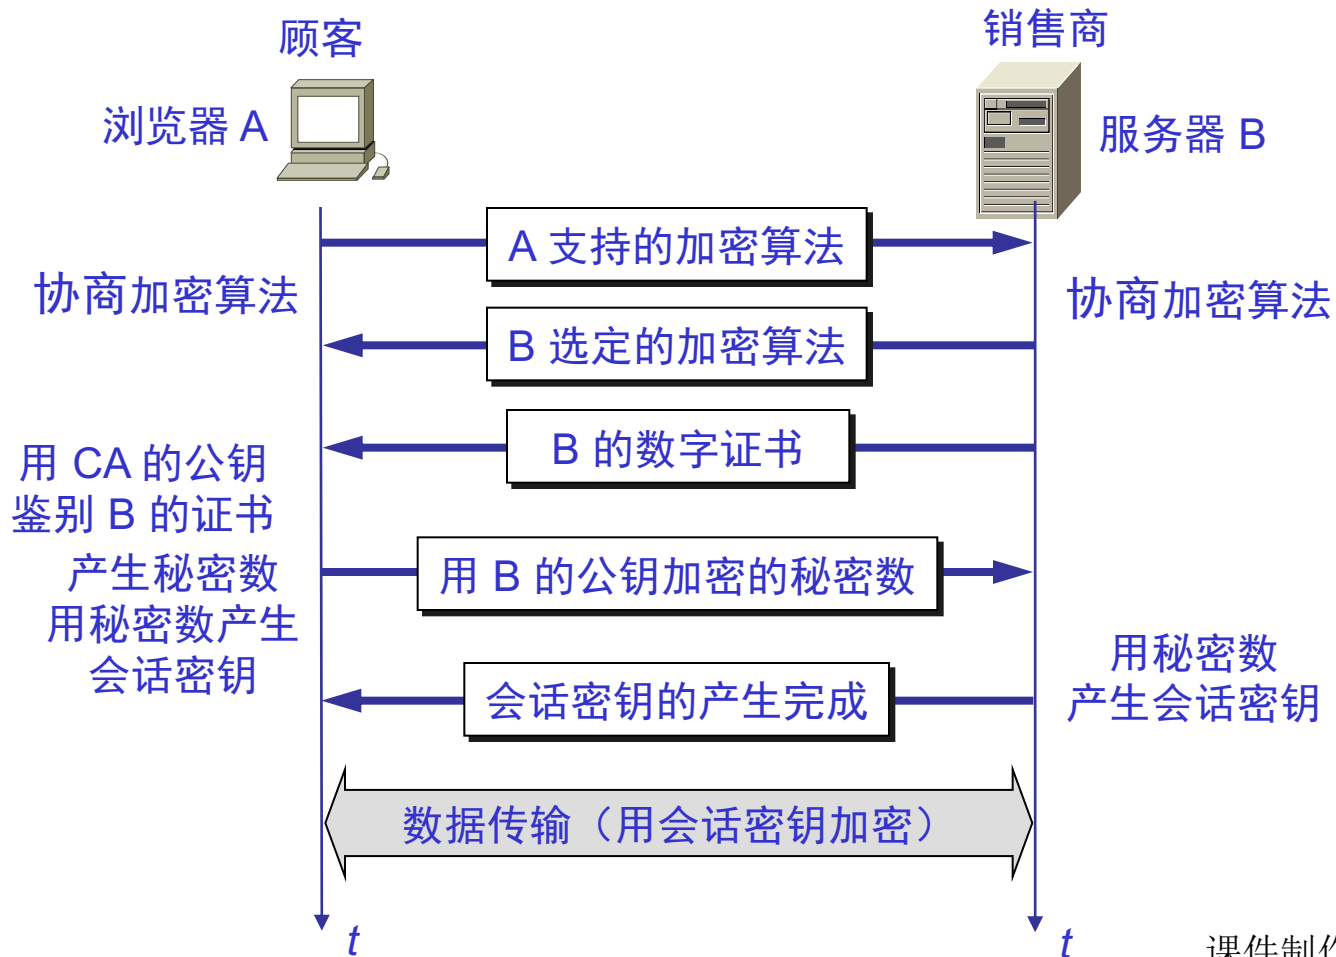 顾客
销售商
浏览器 A
服务器 B
A 支持的加密算法
协商加密算法
协商加密算法
B 选定的加密算法
B 的数字证书
用 CA 的公钥
鉴别 B 的证书
产生秘密数
用 B 的公钥加密的秘密数
用秘密数产生
会话密钥
用秘密数
产生会话密钥
会话密钥的产生完成
数据传输（用会话密钥加密）
t
t
课件制作